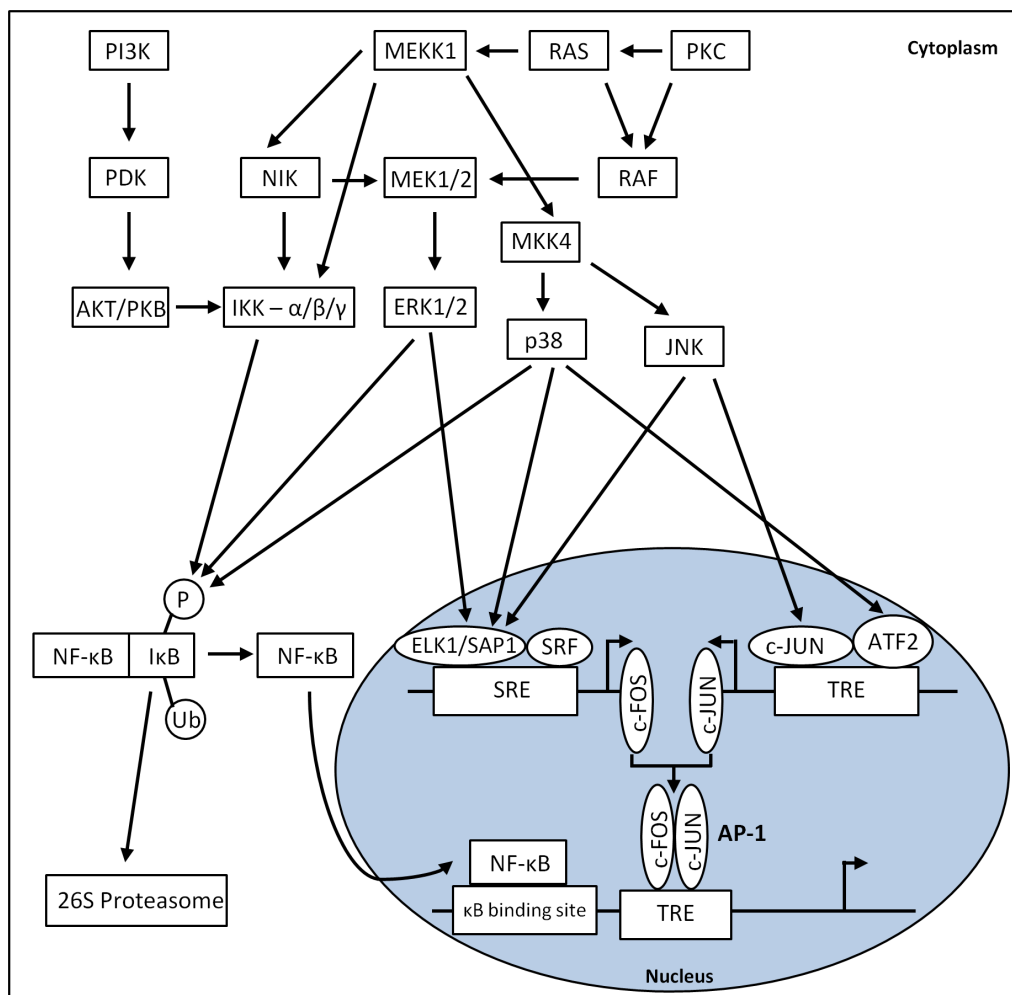 PI3K
MEKK1
RAS
PKC
Cytoplasm
PDK
NIK
MEK1/2
RAF
MKK4
AKT/PKB
IKK – α/β/γ
ERK1/2
p38
JNK
P
NF-κB
IκB
NF-κB
Ub
ELK1/SAP1
SRF
SRE
c-FOS
c-JUN
c-JUN
ATF2
TRE
c-FOS
c-JUN
AP-1
NF-κB
κB binding site
TRE
26S Proteasome
Nucleus